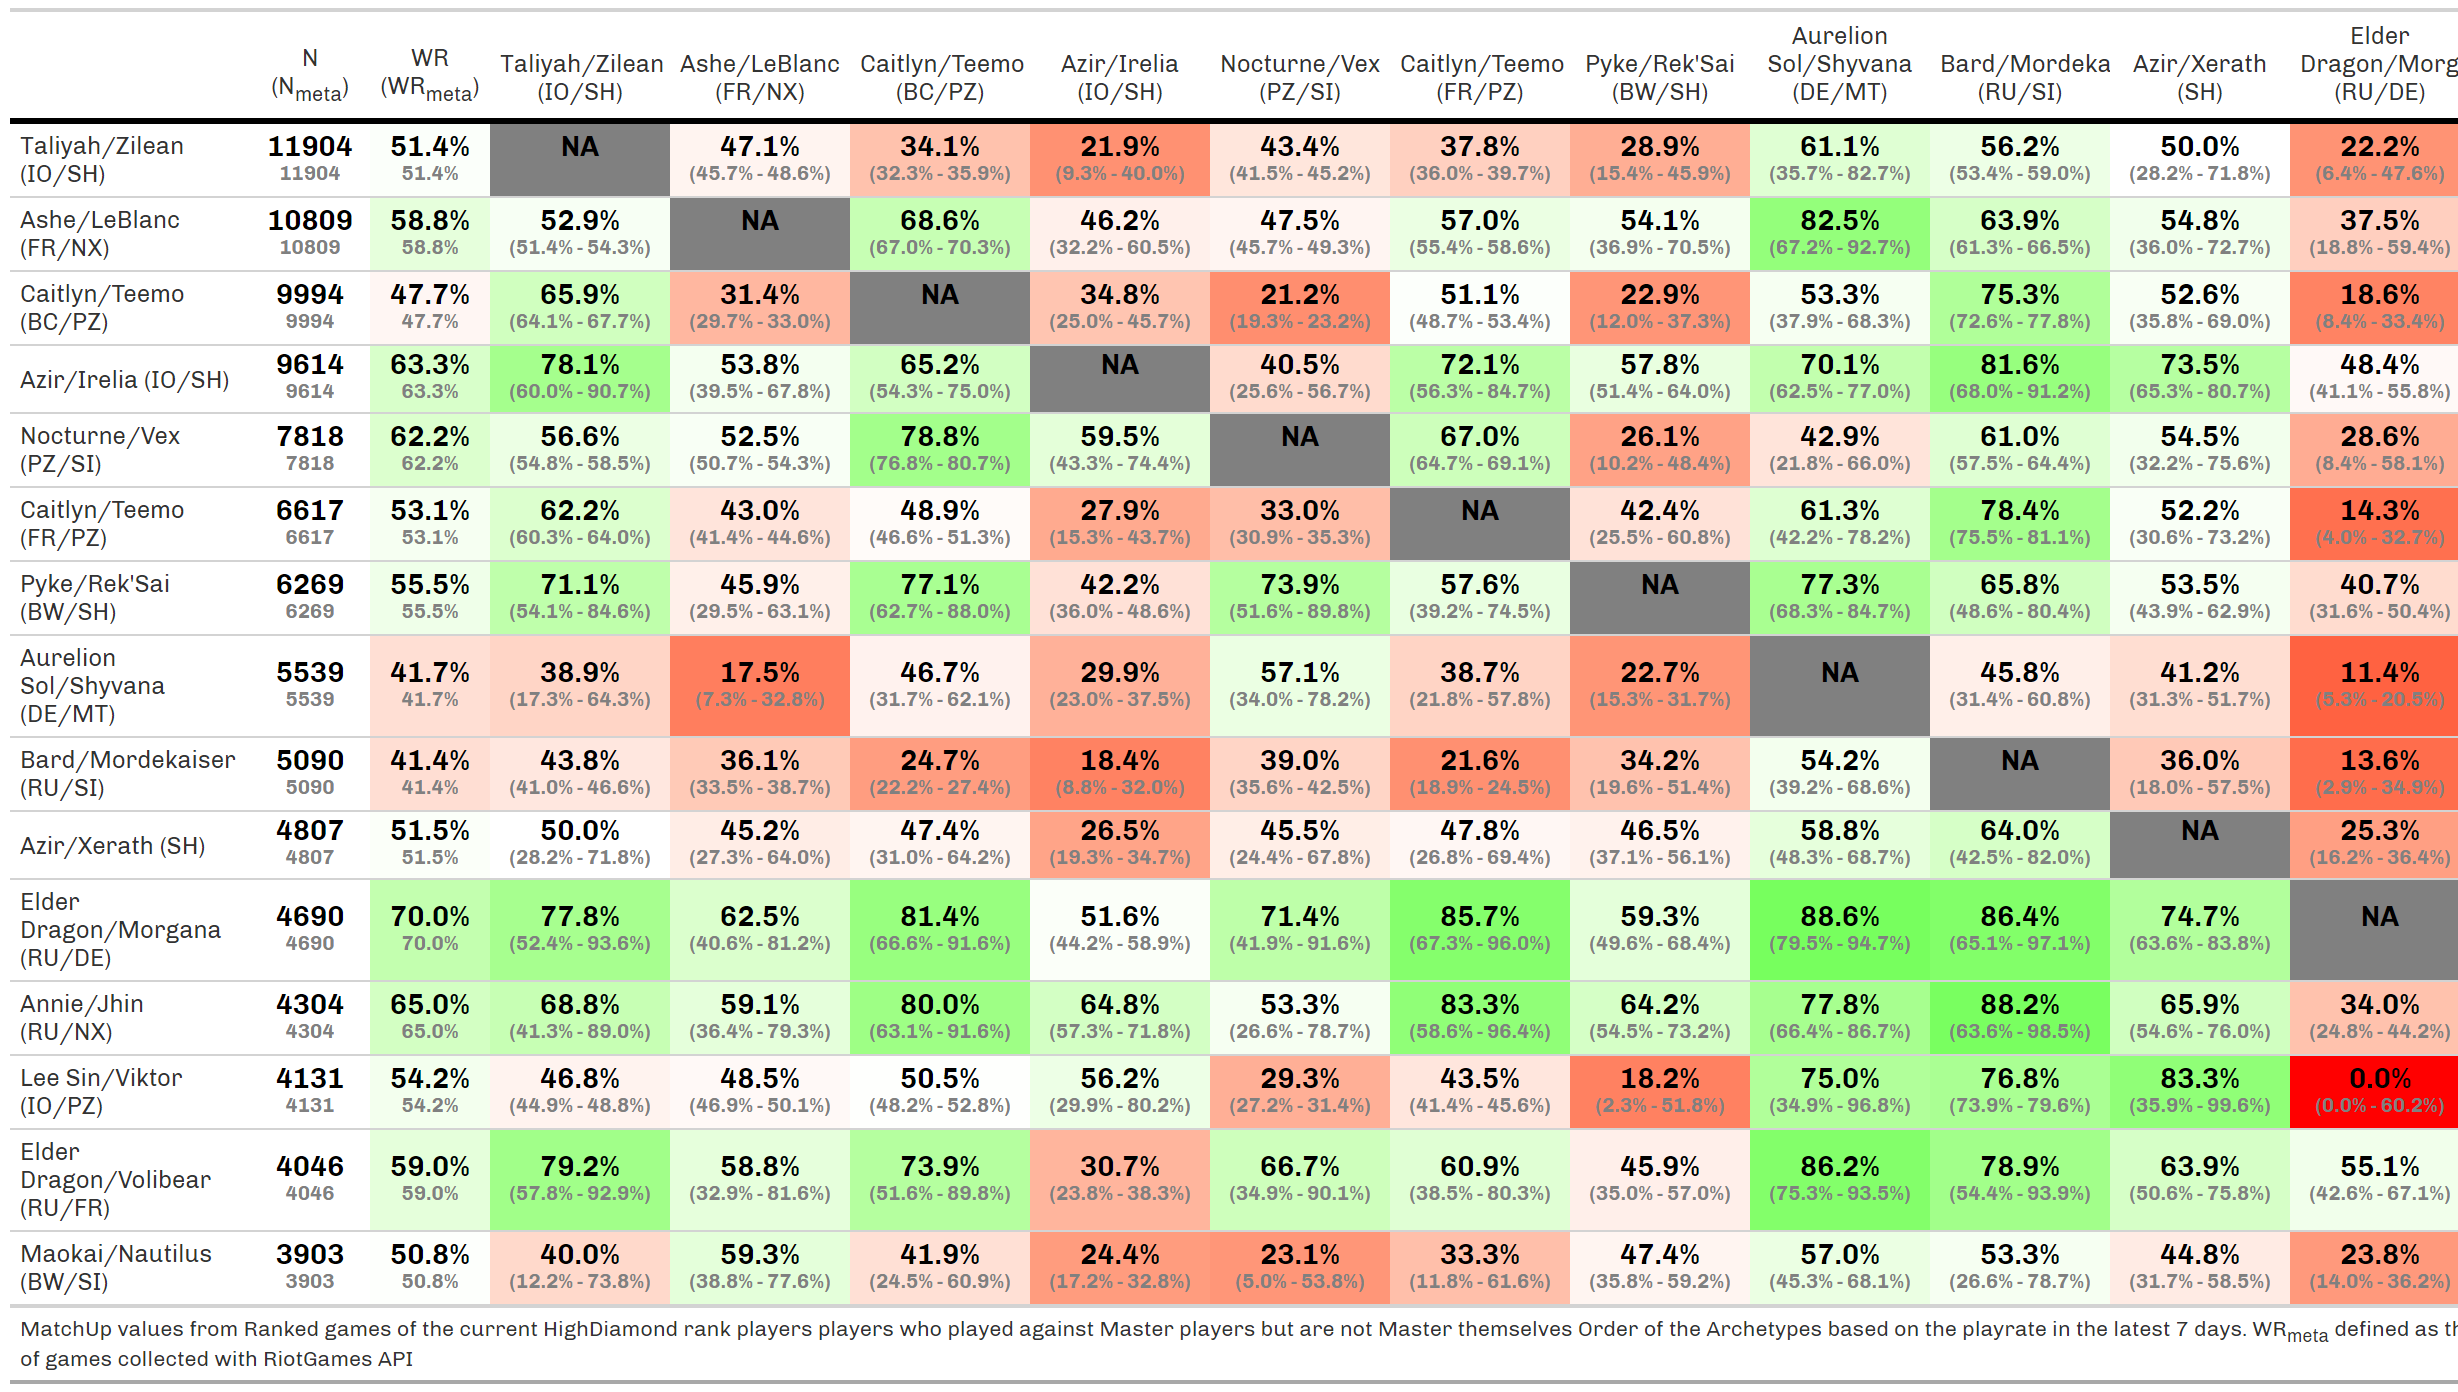 N WR Taliyah/Zilean Ashe/LeBlanc Caitlyn/Teemo Azir/Irelia Nocturne/Vex Caitlyn/Teemo Pyke/Rek'Sai Aurelion Sol/Shyvana Bard/Mordeka Azir/Xerath Elder Dragon/Morg
(Nmeta) (WRmeta) (IO/SH) (FR/NX) (BC/PZ) (IO/SH) (PZ/SI) (FR/PZ) (BW/SH) (DE/MT) (RU/SI) (SH) (RU/DE)
Taliyah/Zilean 11904 51.4% NA 47.1% 34.1% 21.9% 43.4% 37.8% 28.9% 61.1% 56.2% 50.0% 22.2%
(IO/SH) 11904 51.4% (45.7% - 48.6%) (32.3% - 35.9%) (9.3% - 40.0%) (41.5% - 45.2%) (36.0% - 39.7%) (15.4% - 45.9%) (35.7% - 82.7%) (53.4% - 59.0%) (28.2% - 71.8%) (6.4% - 47.6%)
Ashe/LeBlanc 10809 58.8% 52.9% NA 68.6% 46.2% 47.5% 57.0% 54.1% 82.5% 63.9% 54.8% 37.5%
(FR/NX) 10809 58.8% (51.4% - 54.3%) (67.0% - 70.3%) (32.2% - 60.5%) (45.7% - 49.3%) (55.4% - 58.6%) (36.9% - 70.5%) (67.2% - 92.7%) (61.3% - 66.5%) (36.0% - 72.7%) (18.8% - 59.4%)
Caitlyn/Teemo 9994 47.7% 65.9% 31.4% NA 34.8% 21.2% 51.1% 22.9% 53.3% 75.3% 52.6% 18.6%
(BC/PZ) 9994 47.7% (64.1% - 67.7%) (29.7% - 33.0%) (25.0% - 45.7%) (19.3% - 23.2%) (48.7% - 53.4%) (12.0% - 37.3%) (37.9% - 68.3%) (72.6% - 77.8%) (35.8% - 69.0%) (8.4% - 33.4%)
Azir/Irelia (IO/SH) 9614 63.3% 78.1% 53.8% 65.2% NA 40.5% 72.1% 57.8% 70.1% 81.6% 73.5% 48.4%
9614 63.3% (60.0% - 90.7%) (39.5% - 67.8%) (54.3% - 75.0%) (25.6% - 56.7%) (56.3% - 84.7%) (51.4% - 64.0%) (62.5% - 77.0%) (68.0% - 91.2%) (65.3% - 80.7%) (41.1% - 55.8%)
Nocturne/Vex 7818 62.2% 56.6% 52.5% 78.8% 59.5% NA 67.0% 26.1% 42.9% 61.0% 54.5% 28.6%
(PZ/SI) 7818 62.2% (54.8% - 58.5%) (50.7% - 54.3%) (76.8% - 80.7%) (43.3% - 74.4%) (64.7% - 69.1%) (10.2% - 48.4%) (21.8% - 66.0%) (57.5% - 64.4%) (32.2% - 75.6%) (8.4% - 58.1%)
Caitlyn/Teemo 6617 53.1% 62.2% 43.0% 48.9% 27.9% 33.0% NA 42.4% 61.3% 78.4% 52.2% 14.3%
(FR/PZ) 6617 53.1% (60.3% - 64.0%) (41.4% - 44.6%) (46.6% - 51.3%) (15.3% - 43.7%) (30.9% - 35.3%) (25.5% - 60.8%) (42.2% - 78.2%) (75.5% - 81.1%) (30.6% - 73.2%) (4.0% - 32.7%)
Pyke/Rek'Sai 6269 55.5% 71.1% 45.9% 77.1% 42.2% 73.9% 57.6% NA 77.3% 65.8% 53.5% 40.7%
(BW/SH) 6269 55.5% (54.1% - 84.6%) (29.5% - 63.1%) (62.7% - 88.0%) (36.0% - 48.6%) (51.6% - 89.8%) (39.2% - 74.5%) (68.3% - 84.7%) (48.6% - 80.4%) (43.9% - 62.9%) (31.6% - 50.4%)
Aurelion
Sol/Shyvana 5539 41.7% 38.9% 17.5% 46.7% 29.9% 57.1% 38.7% 22.7% NA 45.8% 41.2% 11.4%
(DE/MT) 5539 41.7% (17.3% - 64.3%) (7.3% - 32.8%) (31.7% - 62.1%) (23.0% - 37.5%) (34.0% - 78.2%) (21.8% - 57.8%) (15.3% - 31.7%) (31.4% - 60.8%) (31.3% - 51.7%) (5.3% - 20.5%)
Bard/Mordekaiser 5090 41.4% 43.8% 36.1% 24.7% 18.4% 39.0% 21.6% 34.2% 54.2% NA 36.0% 13.6%
(RU/SI) 5090 41.4% (41.0% - 46.6%) (33.5% - 38.7%) (22.2% - 27.4%) (8.8% - 32.0%) (35.6% - 42.5%) (18.9% - 24.5%) (19.6% - 51.4%) (39.2% - 68.6%) (18.0% - 57.5%) (2.9% - 34.9%)
Azir/Xerath (SH) 4807 51.5% 50.0% 45.2% 47.4% 26.5% 45.5% 47.8% 46.5% 58.8% 64.0% NA 25.3%
4807 51.5% (28.2% - 71.8%) (27.3% - 64.0%) (31.0% - 64.2%) (19.3% - 34.7%) (24.4% - 67.8%) (26.8% - 69.4%) (37.1% - 56.1%) (48.3% - 68.7%) (42.5% - 82.0%) (16.2% - 36.4%)
Elder
Dragon/Morgana 4690 70.0% 77.8% 62.5% 81.4% 51.6% 71.4% 85.7% 59.3% 88.6% 86.4% 74.7% NA
(RU/DE) 4690 70.0% (52.4% - 93.6%) (40.6% - 81.2%) (66.6% - 91.6%) (44.2% - 58.9%) (41.9% - 91.6%) (67.3% - 96.0%) (49.6% - 68.4%) (79.5% - 94.7%) (65.1% - 97.1%) (63.6% - 83.8%)
Annie/Jhin 4304 65.0% 68.8% 59.1% 80.0% 64.8% 53.3% 83.3% 64.2% 77.8% 88.2% 65.9% 34.0%
(RU/NX) 4304 65.0% (41.3% - 89.0%) (36.4% - 79.3%) (63.1% - 91.6%) (57.3% - 71.8%) (26.6% - 78.7%) (58.6% - 96.4%) (54.5% - 73.2%) (66.4% - 86.7%) (63.6% - 98.5%) (54.6% - 76.0%) (24.8% - 44.2%)
Lee Sin/Viktor 4131 54.2% 46.8% 48.5% 50.5% 56.2% 29.3% 43.5% 18.2% 75.0% 76.8% 83.3% 0.0%
(IO/PZ) 4131 54.2% (44.9% - 48.8%) (46.9% - 50.1%) (48.2% - 52.8%) (29.9% - 80.2%) (27.2% - 31.4%) (41.4% - 45.6%) (2.3% - 51.8%) (34.9% - 96.8%) (73.9% - 79.6%) (35.9% - 99.6%) (0.0% - 60.2%)
Elder
Dragon/Volibear 4046 59.0% 79.2% 58.8% 73.9% 30.7% 66.7% 60.9% 45.9% 86.2% 78.9% 63.9% 55.1%
(RU/FR) 4046 59.0% (57.8% - 92.9%) (32.9% - 81.6%) (51.6% - 89.8%) (23.8% - 38.3%) (34.9% - 90.1%) (38.5% - 80.3%) (35.0% - 57.0%) (75.3% - 93.5%) (54.4% - 93.9%) (50.6% - 75.8%) (42.6% - 67.1%)
Maokai/Nautilus 3903 50.8% 40.0% 59.3% 41.9% 24.4% 23.1% 33.3% 47.4% 57.0% 53.3% 44.8% 23.8%
(BW/SI) 3903 50.8% (12.2% - 73.8%) (38.8% - 77.6%) (24.5% - 60.9%) (17.2% - 32.8%) (5.0% - 53.8%) (11.8% - 61.6%) (35.8% - 59.2%) (45.3% - 68.1%) (26.6% - 78.7%) (31.7% - 58.5%) (14.0% - 36.2%)
MatchUp values from Ranked games of the current HighDiamond rank players players who played against Master players but are not Master themselves Order of the Archetypes based on the playrate in the latest 7 days. WRmeta defined as th
of games collected with RiotGames API